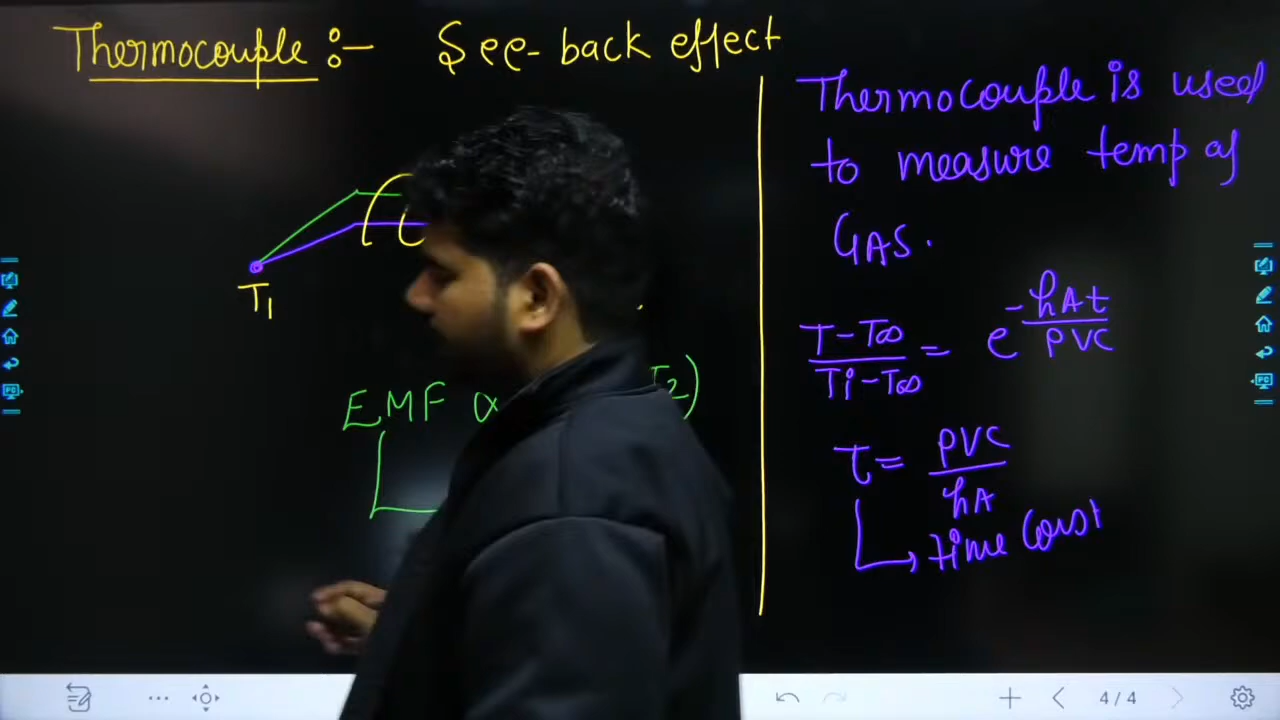 Thermocouple :- See-back effect
T1
EMF ∝ T2)
Thermocouple is used
to measure temp of
GAS.
T-T∞ / Ti-T∞ = e^(-hAt / ρVC)
τ = ρVC / hA
time const
4/4